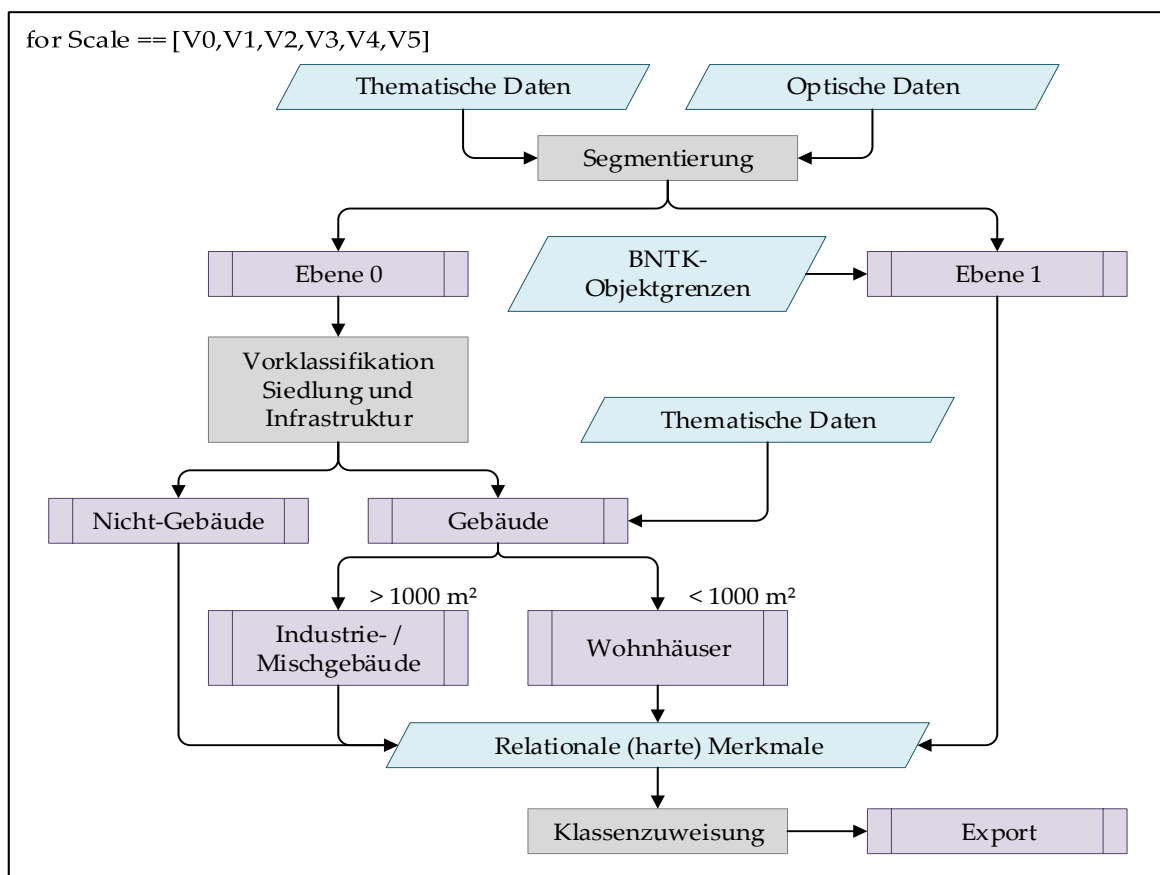 for Scale == [V0,V1,V2,V3,V4,V5]
Thematische Daten
Optische Daten
Segmentierung
Ebene 0
BNTK-
Objektgrenzen
Ebene 1
Vorklassifikation
Siedlung und
Infrastruktur
Thematische Daten
Nicht-Gebäude
Gebäude
> 1000 m²
< 1000 m²
Industrie- /
Mischgebäude
Wohnhäuser
Relationale (harte) Merkmale
Klassenzuweisung
Export